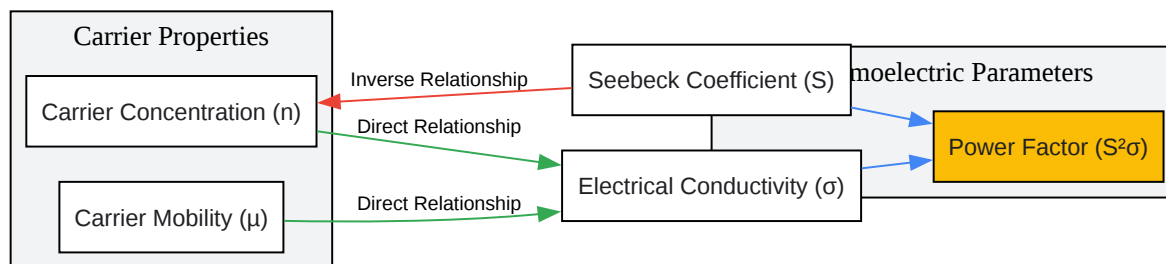 Carrier Properties
Carrier Concentration (n)
Carrier Mobility (μ)
Inverse Relationship
Direct Relationship
Direct Relationship
Seebeck Coefficient (S)
Electrical Conductivity (σ)
moelectric Parameters
Power Factor (S²σ)